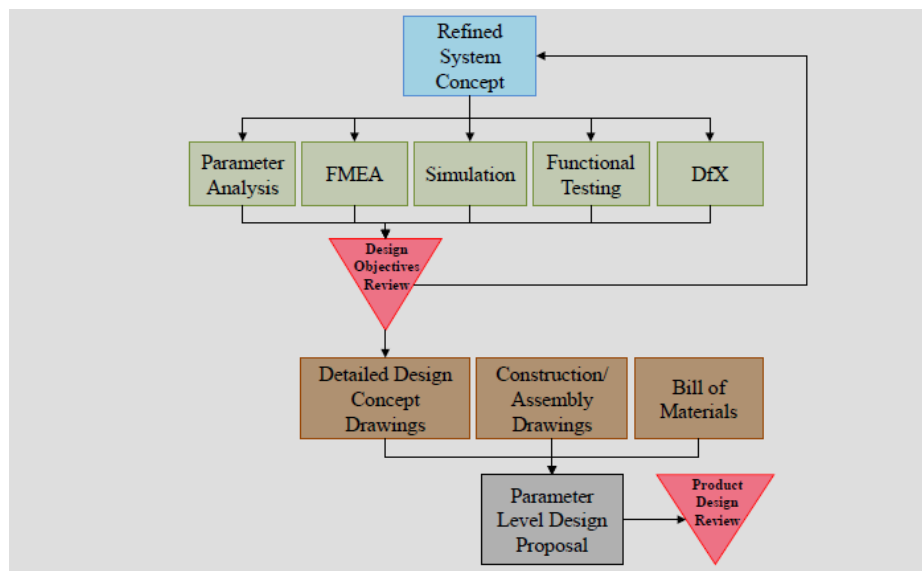 Refined
System
Concept
Parameter
Analysis
FMEA
Simulation
Functional
Testing
DfX
Design
Objectives
Review
Detailed Design
Concept
Drawings
Construction/
Assembly
Drawings
Bill of
Materials
Parameter
Level Design
Proposal
Product
Design
Review